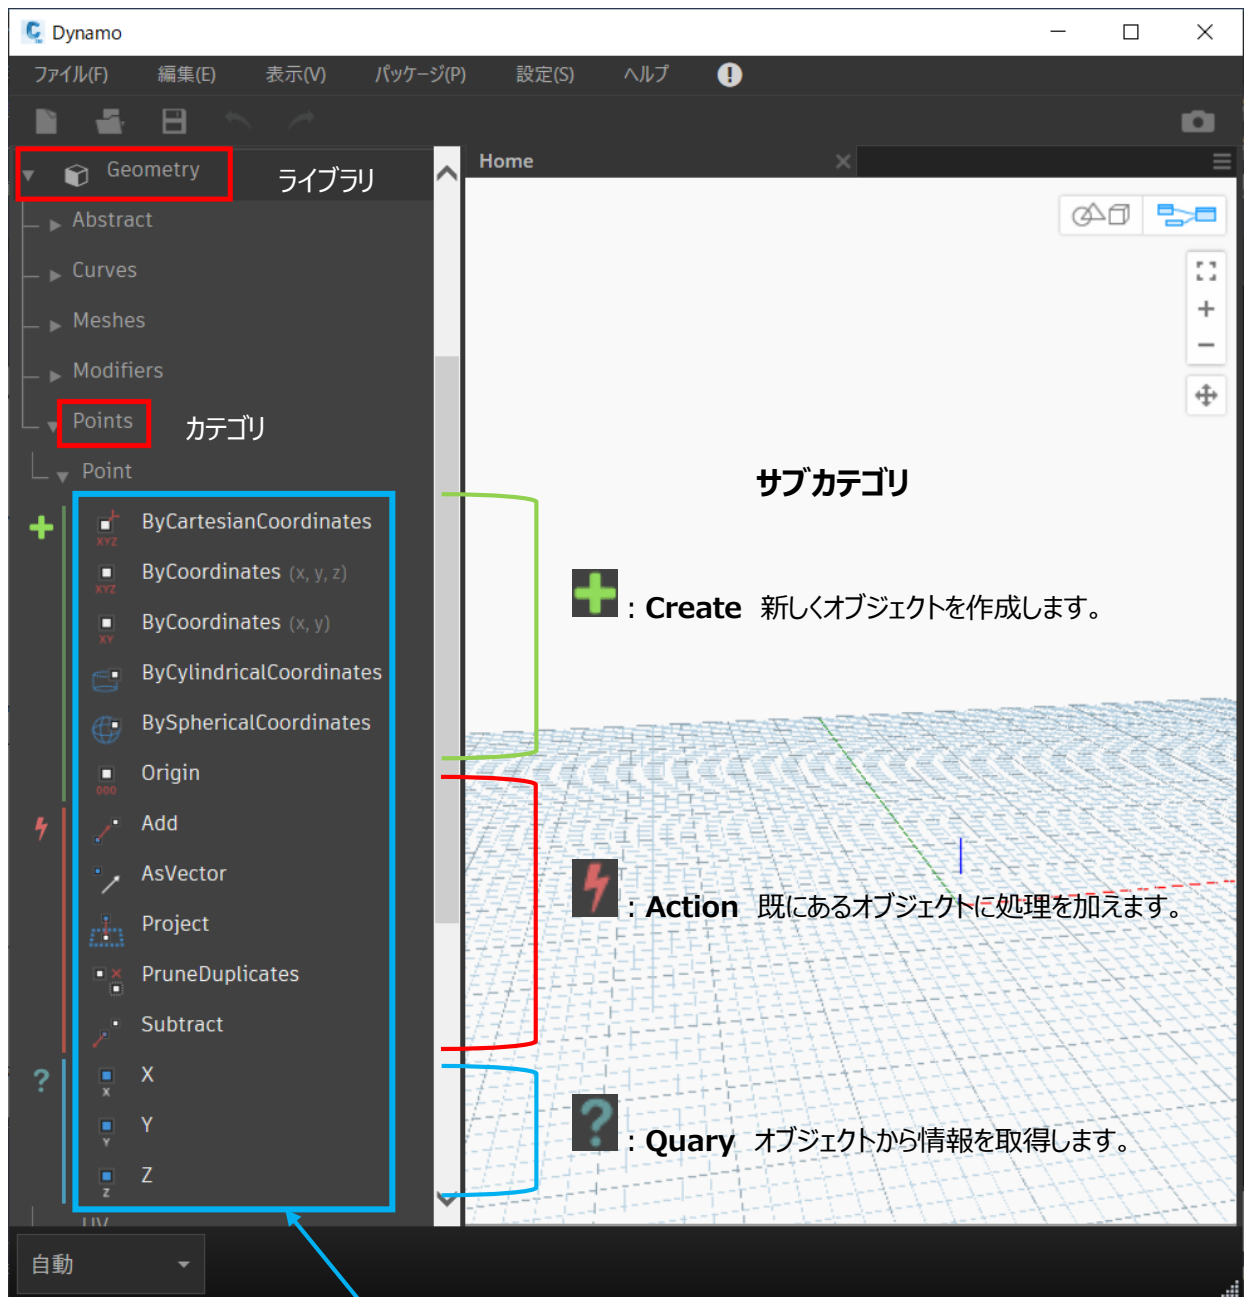 Dynamo
ファイル(F) 編集(E) 表示(V) パッケージ(P) 設定(S) ヘルプ
Geometry ライブラリ
Home
Abstract
Curves
Meshes
Modifiers
Points カテゴリ
Point
サブカテゴリ
ByCartesianCoordinates
XYZ
ByCoordinates (x, y, z)
XYZ
ByCoordinates (x, y)
XY
: Create 新しくオブジェクトを作成します。
ByCylindricalCoordinates
BySphericalCoordinates
Origin
000
Add
AsVector
: Action 既にあるオブジェクトに処理を加えます。
Project
PruneDuplicates
Subtract
X
X
Y
Y
: Quary オブジェクトから情報を取得します。
Z
Z
UV
自動